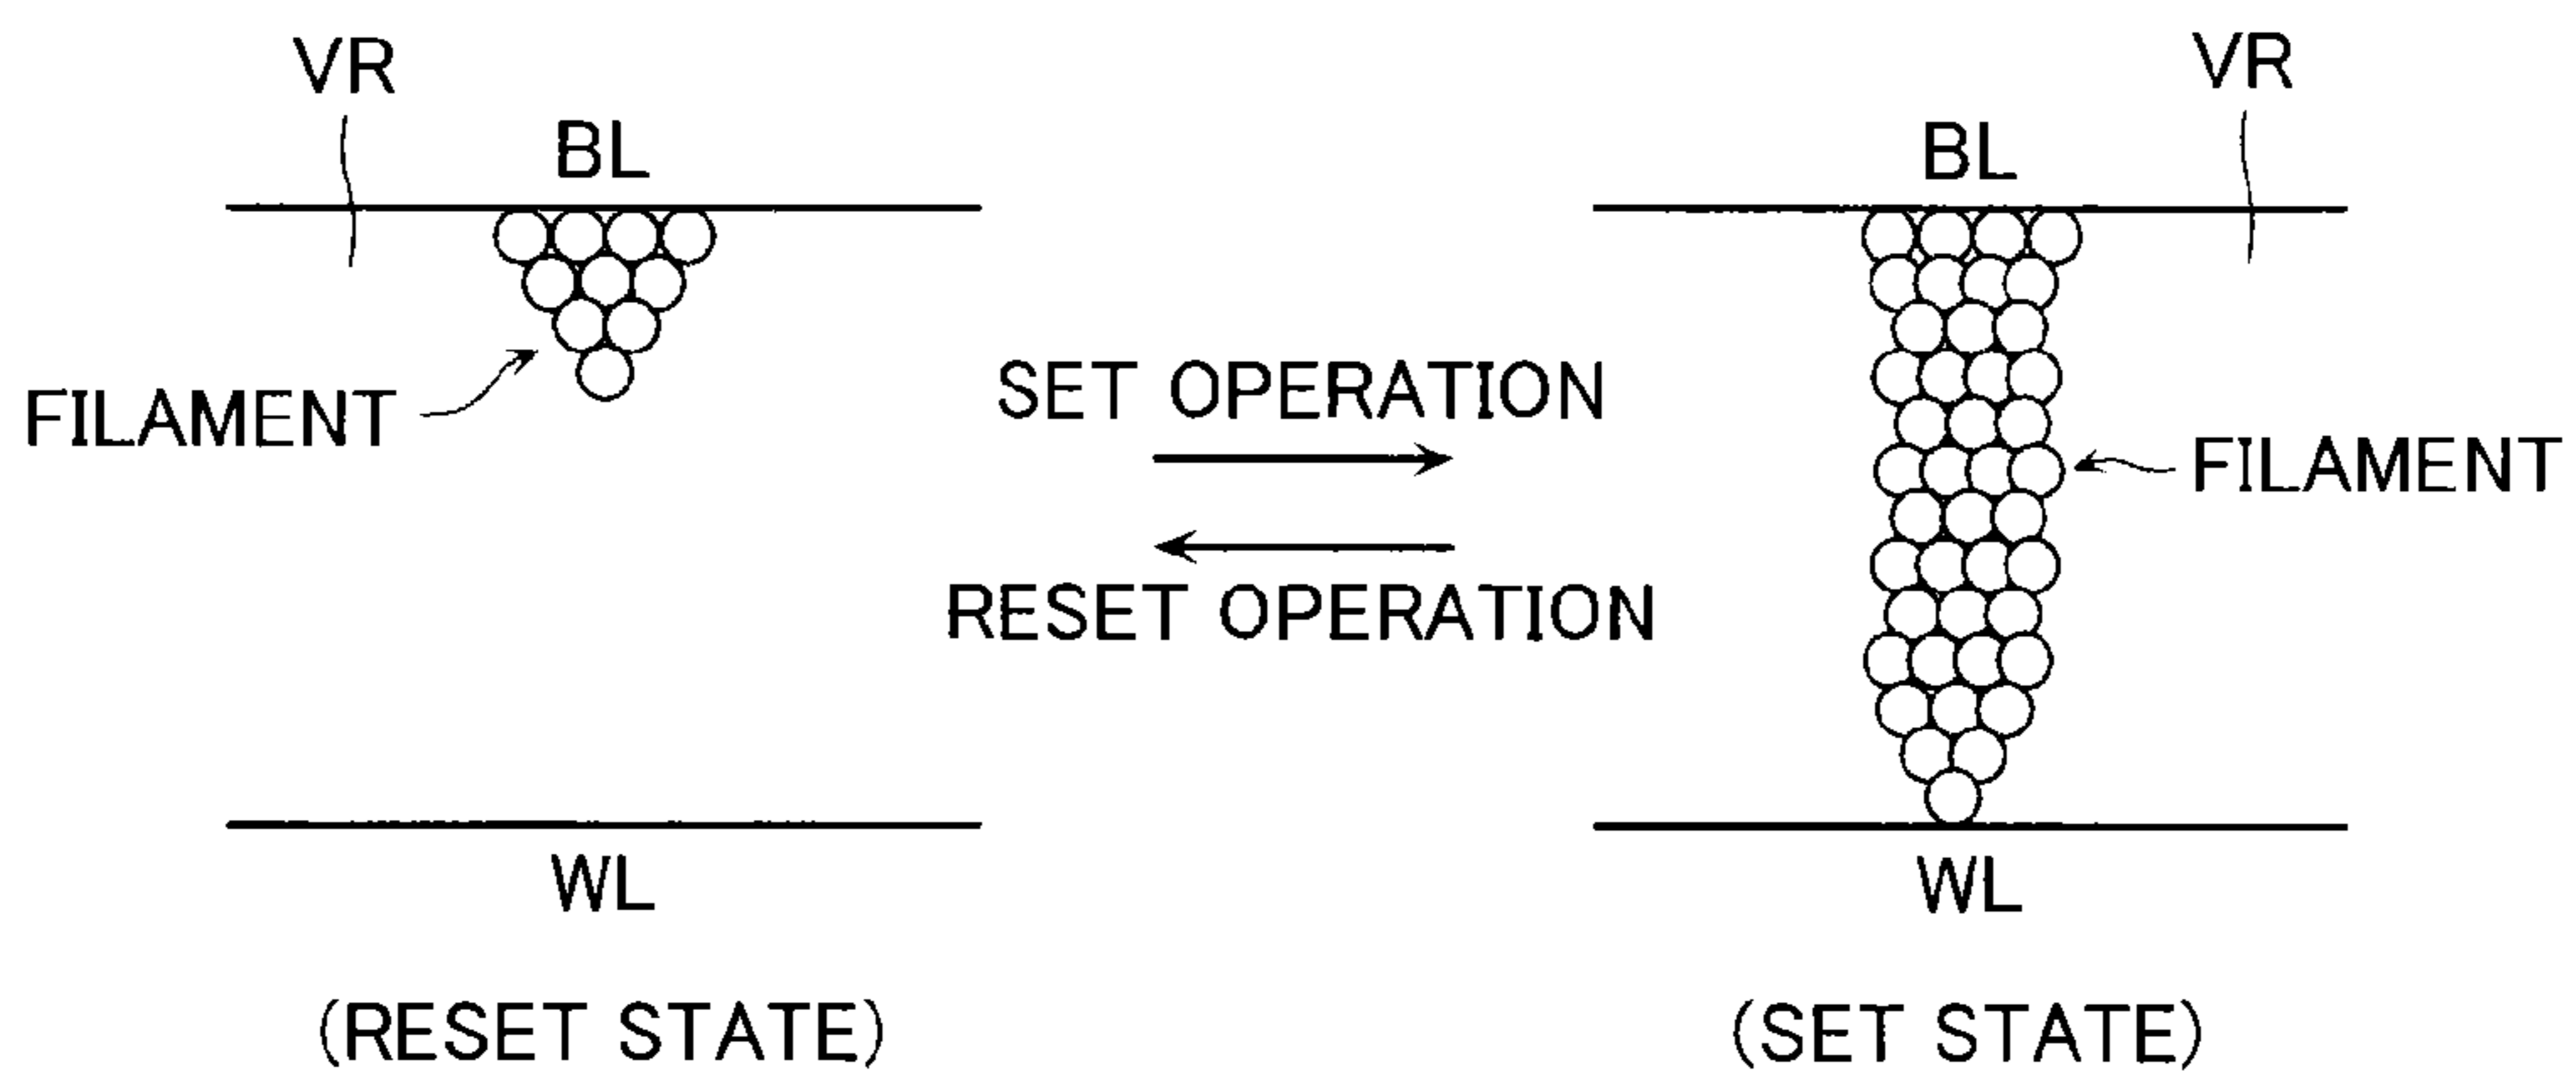 VR
VR
BL
BL
SET OPERATION
FILAMENT
FILAMENT
RESET OPERATION
WL
WL
(RESET STATE)
(SET STATE)